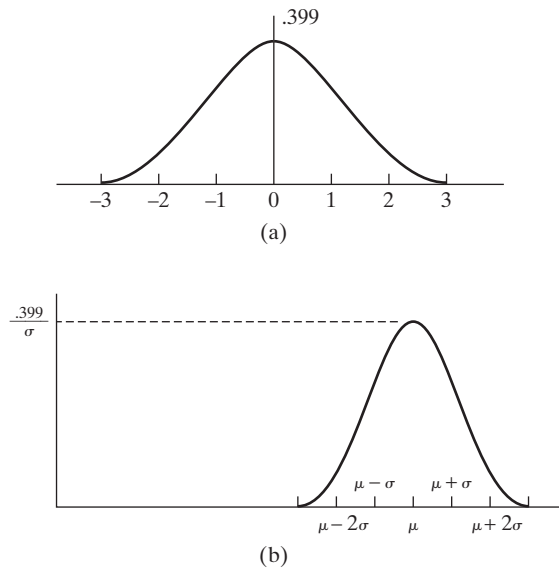 .399
–3 –2 –1 0 1 2 3
(a)
.399
σ
μ – σ μ + σ
μ – 2σ μ μ + 2σ
(b)